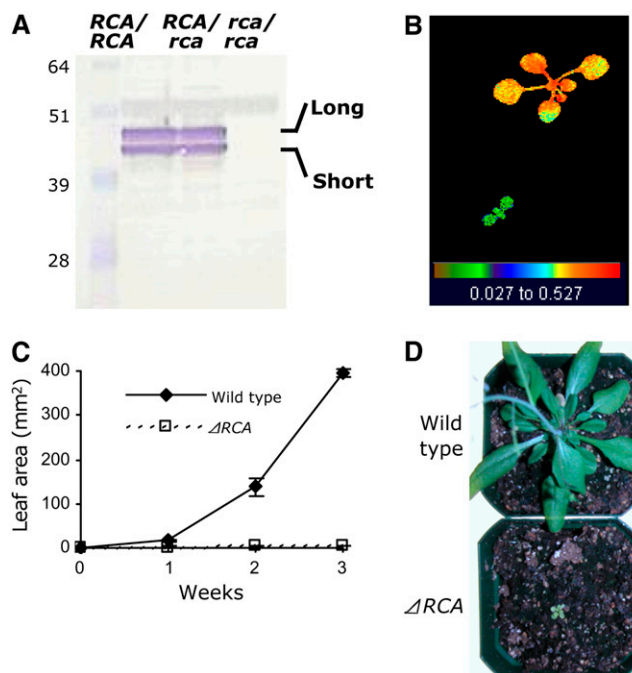 A
RCA/ RCA/ rca/
RCA rca rca
64
51
39
28
Long
Short
B
0.027 to 0.527
C
Leaf area (mm²)
400
300
200
100
0
Wild type
ΔRCA
0 1 2 3
Weeks
D
Wild
type
ΔRCA